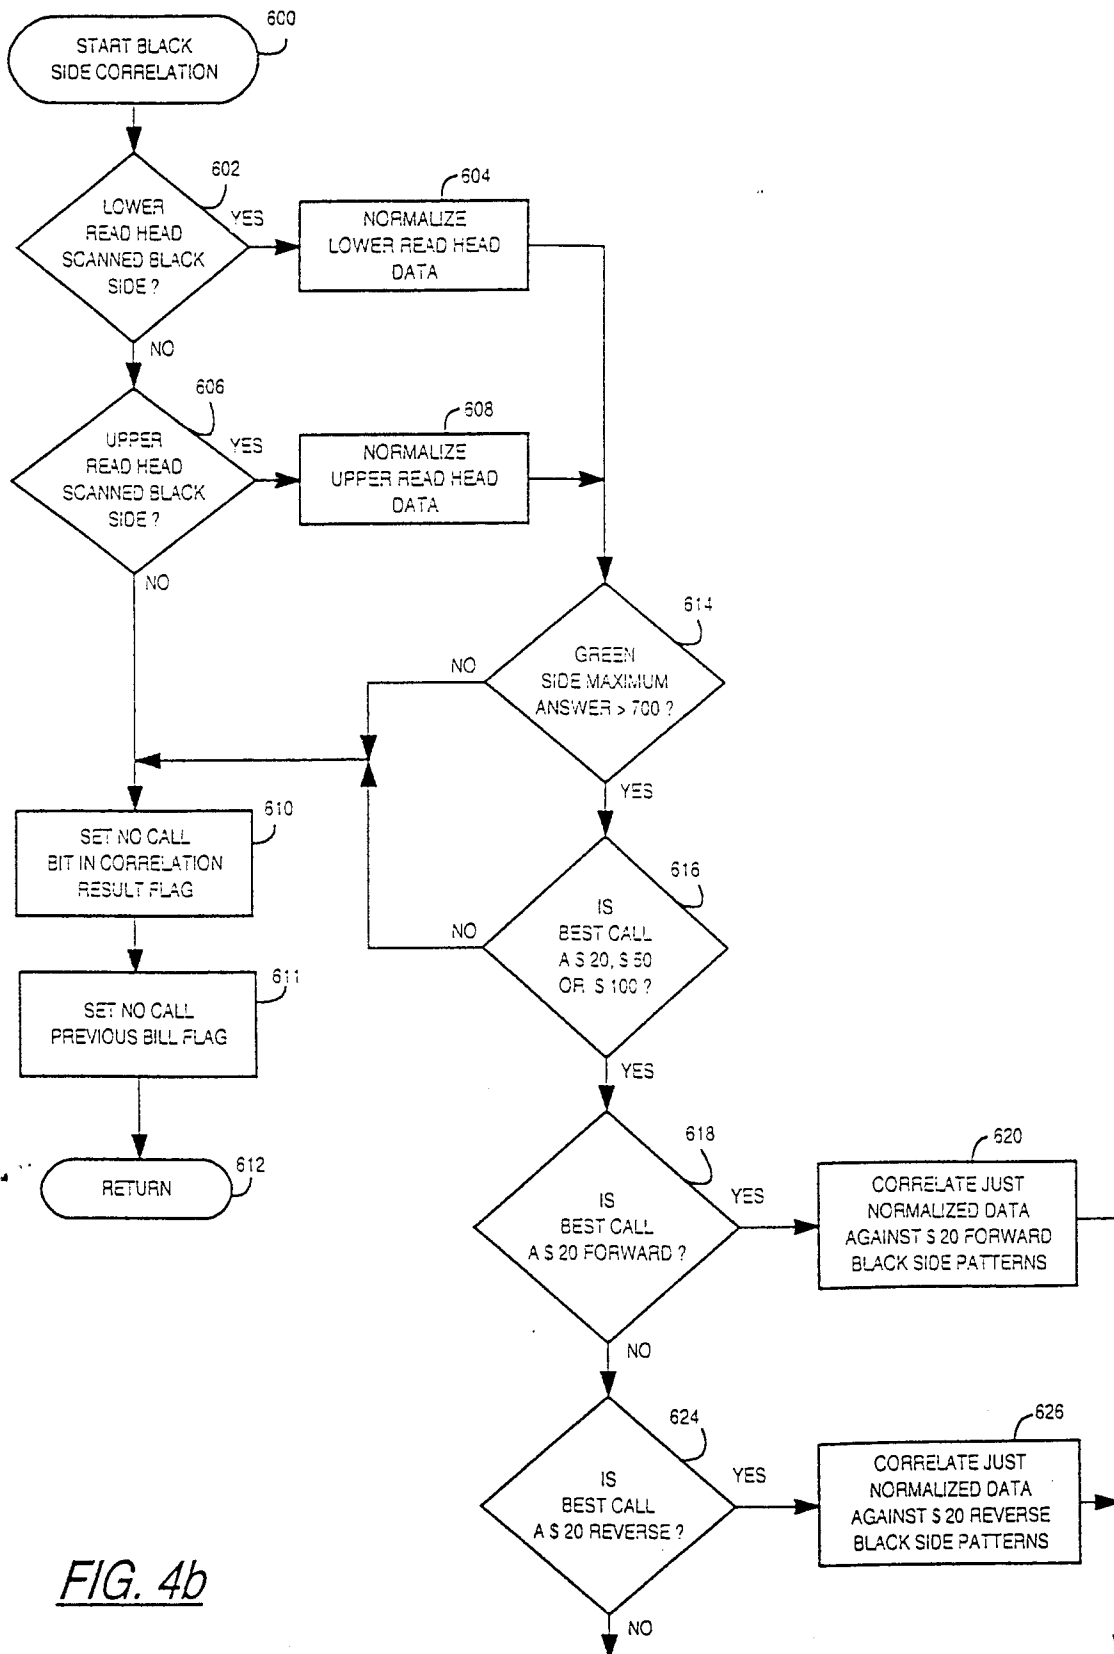 600
START BLACK
SIDE CORRELATION
602
LOWER
READ HEAD
SCANNED BLACK
SIDE ?
YES
604
NORMALIZE
LOWER READ HEAD
DATA
NO
606
UPPER
READ HEAD
SCANNED BLACK
SIDE ?
YES
608
NORMALIZE
UPPER READ HEAD
DATA
NO
614
GREEN
SIDE MAXIMUM
ANSWER > 700 ?
NO
YES
610
SET NO CALL
BIT IN CORRELATION
RESULT FLAG
616
IS
BEST CALL
A $ 20, $ 50
OR $ 100 ?
NO
YES
611
SET NO CALL
PREVIOUS BILL FLAG
612
RETURN
618
IS
BEST CALL
A $ 20 FORWARD ?
YES
620
CORRELATE JUST
NORMALIZED DATA
AGAINST $ 20 FORWARD
BLACK SIDE PATTERNS
NO
624
IS
BEST CALL
A $ 20 REVERSE ?
YES
626
CORRELATE JUST
NORMALIZED DATA
AGAINST $ 20 REVERSE
BLACK SIDE PATTERNS
NO
FIG. 4b